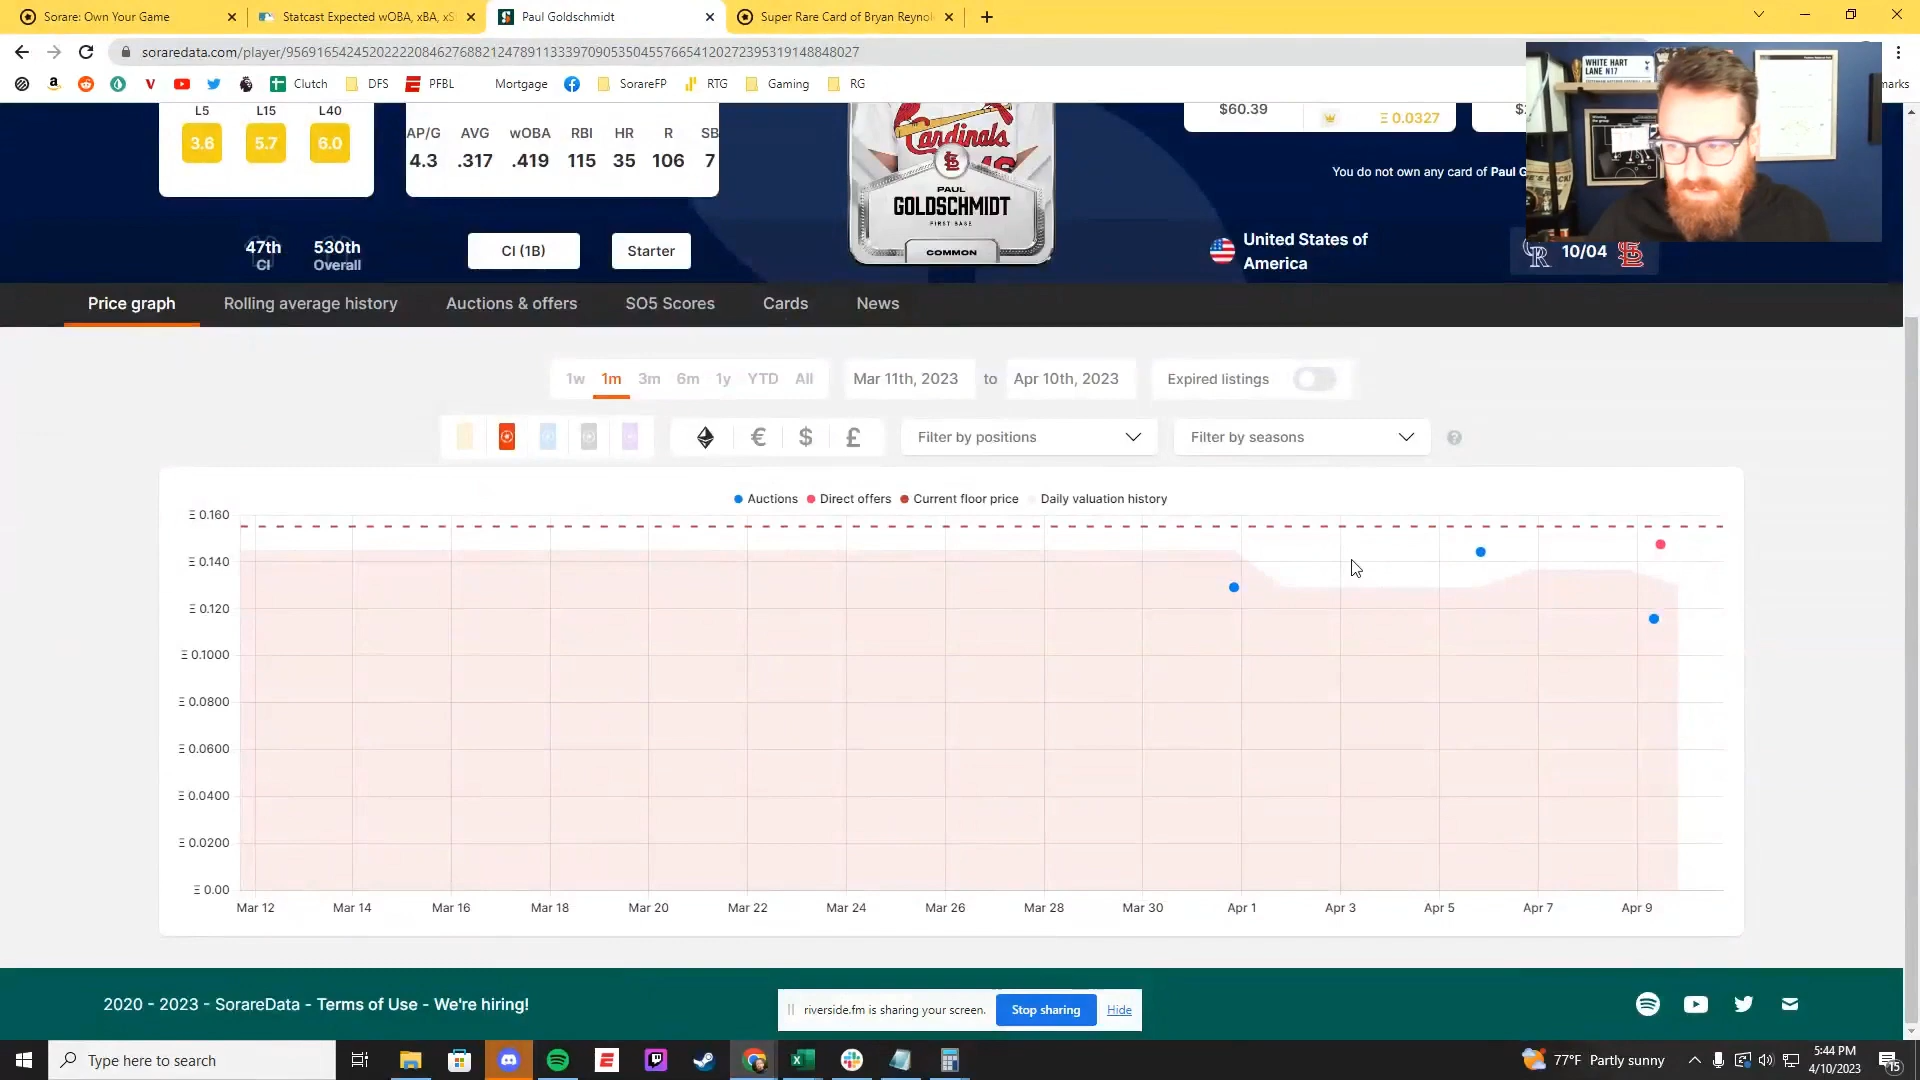 Sorare: Own Your Game
Statcast Expected wOBA, xBA, xS
Paul Goldschmidt
Super Rare Card of Bryan Reynol
soraredata.com/player/95691654245202222084627688212478911333970905350455766541202723953191488480​27
Clutch
DFS
PFBL
Mortgage
SorareFP
RTG
Gaming
RG
WHITE HART
LANE N17
L5 L15 L40
3.6 5.7 6.0
AP/G AVG wOBA RBI HR R SB
4.3 .317 .419 115 35 106 7
Cardinals
PAUL
GOLDSCHMIDT
FIRST BASE
COMMON
$60.39
Ξ 0.0327
You do not own any card of Paul G
47th
CI
530th
Overall
CI (1B)
Starter
United States of
America
10/04
Price graph
Rolling average history
Auctions & offers
SO5 Scores
Cards
News
1w 1m 3m 6m 1y YTD All
Mar 11th, 2023 to Apr 10th, 2023
Expired listings
€ $ £
Filter by positions
Filter by seasons
?
Auctions Direct offers Current floor price Daily valuation history
Ξ 0.160
Ξ 0.140
Ξ 0.120
Ξ 0.1000
Ξ 0.0800
Ξ 0.0600
Ξ 0.0400
Ξ 0.0200
Ξ 0.00
Mar 12 Mar 14 Mar 16 Mar 18 Mar 20 Mar 22 Mar 24 Mar 26 Mar 28 Mar 30 Apr 1 Apr 3 Apr 5 Apr 7 Apr 9
2020 - 2023 - SorareData - Terms of Use - We're hiring!
riverside.fm is sharing your screen.
Stop sharing
Hide
Type here to search
77°F Partly sunny
5:44 PM
4/10/2023
15